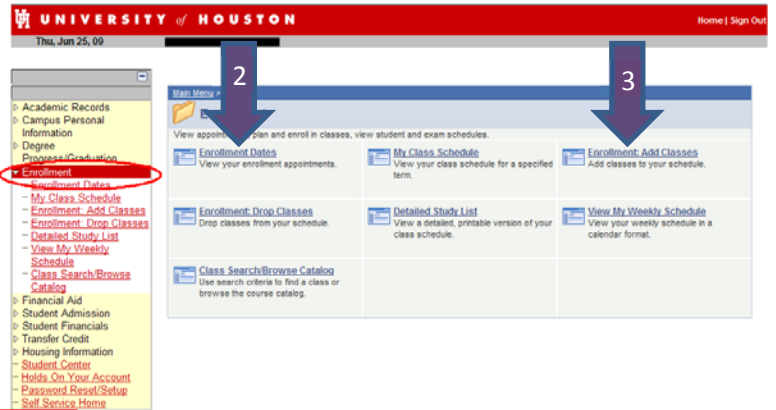 UNIVERSITY of HOUSTON
Home | Sign Out
Thu, Jun 25, 09
2
3
Academic Records
Campus Personal
Information
Degree
Progress/Graduation
Enrollment
Enrollment Dates
My Class Schedule
Enrollment: Add Classes
Enrollment: Drop Classes
Detailed Study List
View My Weekly
Schedule
Class Search/Browse
Catalog
Financial Aid
Student Admission
Student Financials
Transfer Credit
Housing Information
Student Center
Holds On Your Account
Password Reset/Setup
Self Service Home
Main Menu >
View plan and enroll in classes, view student and exam schedules.
Enrollment Dates
View your enrollment appointments.
My Class Schedule
View your class schedule for a specified
term.
Enrollment: Add Classes
Add classes to your schedule.
Enrollment: Drop Classes
Drop classes from your schedule.
Detailed Study List
View a detailed, printable version of your
class schedule.
View My Weekly Schedule
View your weekly schedule in a
calendar format.
Class Search/Browse Catalog
Use search criteria to find a class or
browse the course catalog.